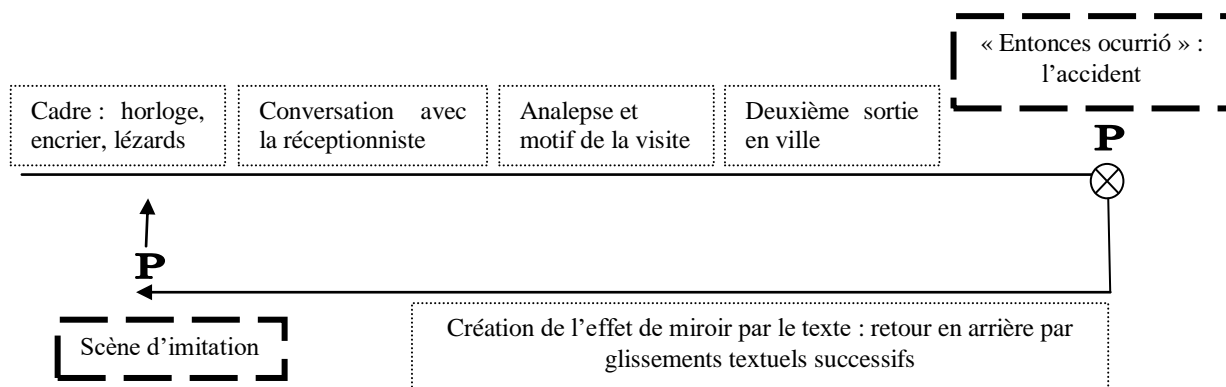 « Entonces ocurrió » :
l’accident
Cadre : horloge,
encrier, lézards
Conversation avec
la réceptionniste
Analepse et
motif de la visite
Deuxième sortie
en ville
P
P
Scène d’imitation
Création de l’effet de miroir par le texte : retour en arrière par
glissements textuels successifs